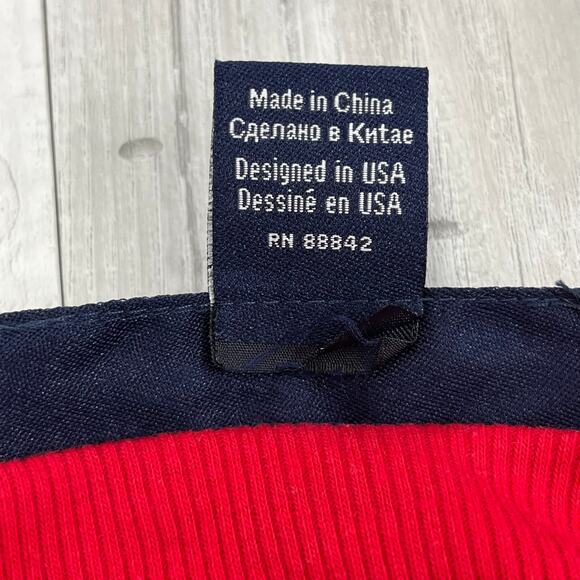 Made in China
Сделано в Китае
Designed in USA
Dessiné en USA
RN 88842